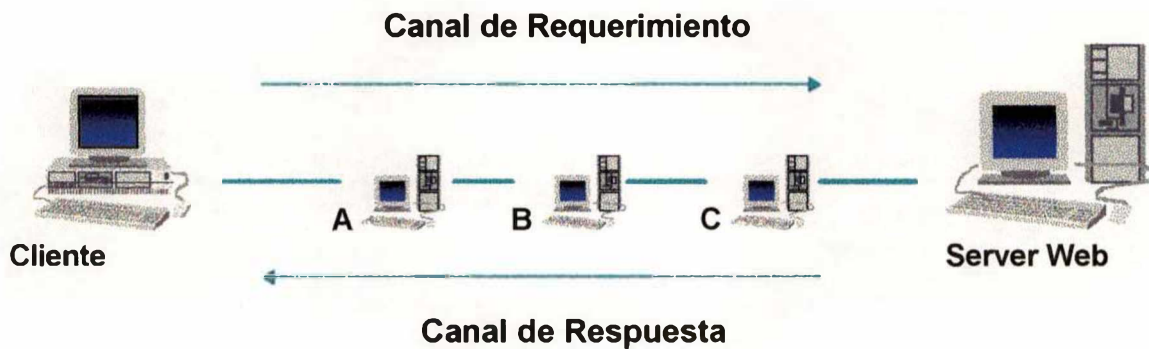 Canal de Requerimiento
A
B
C
Cliente
Server Web
Canal de Respuesta